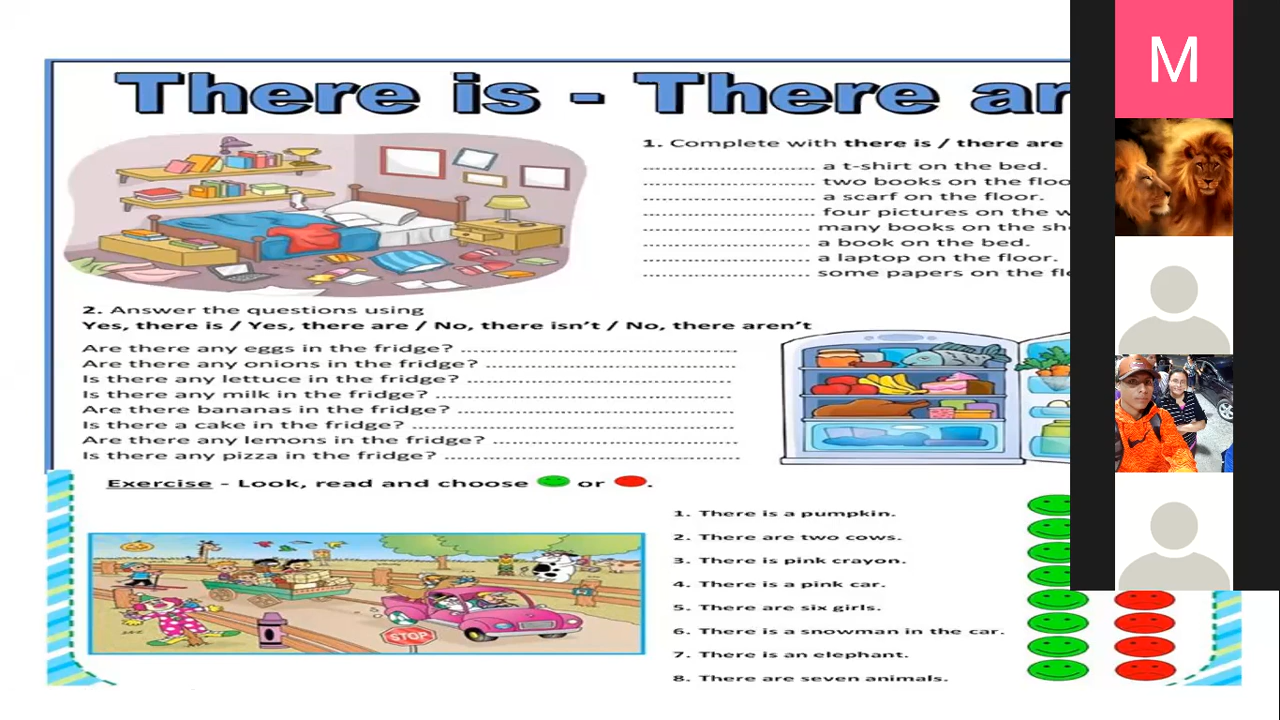 There is - There ar
1. Complete with there is / there are
........................... a t-shirt on the bed.
........................... two books on the floo
........................... a scarf on the floor.
........................... four pictures on the w
........................... many books on the sh
........................... a book on the bed.
........................... a laptop on the floor.
........................... some papers on the fl
2. Answer the questions using
Yes, there is / Yes, there are / No, there isn't / No, there aren't
Are there any eggs in the fridge? ...........................
Are there any onions in the fridge? ...........................
Is there any lettuce in the fridge? ...........................
Is there any milk in the fridge? ...........................
Are there bananas in the fridge? ...........................
Is there a cake in the fridge? ...........................
Are there any lemons in the fridge? ...........................
Is there any pizza in the fridge? ...........................
Exercise - Look, read and choose or .
1. There is a pumpkin.
2. There are two cows.
3. There is pink crayon.
4. There is a pink car.
5. There are six girls.
6. There is a snowman in the car.
7. There is an elephant.
8. There are seven animals.
STOP
M